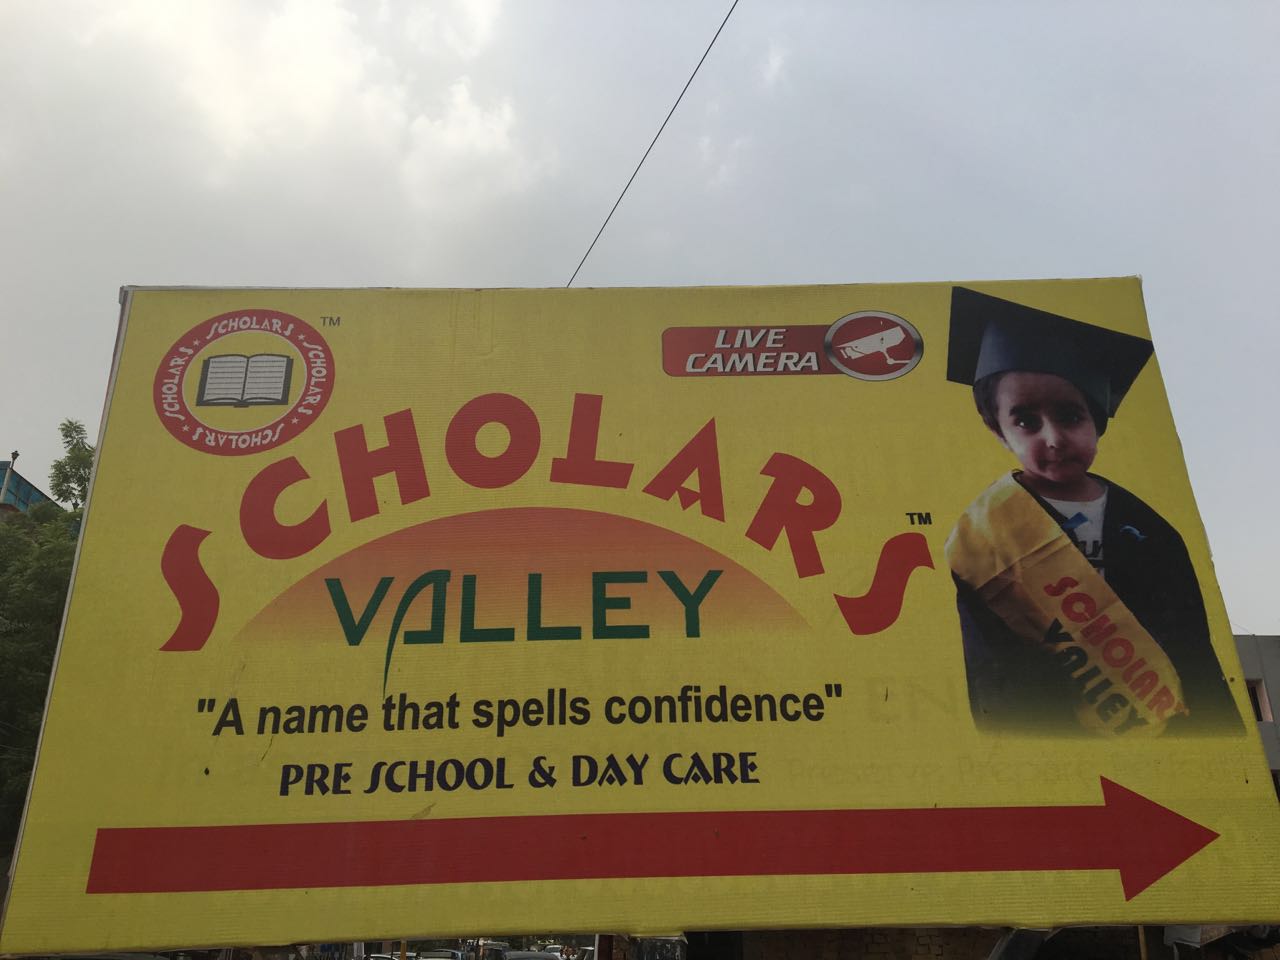 SCHOLARS SCHOLARS SCHOLARS SCHOLARS
TM
LIVE
CAMERA
SCHOLARS
TM
VALLEY
"A name that spells confidence"
PRE SCHOOL & DAY CARE
SCHOLARS
VALLEY